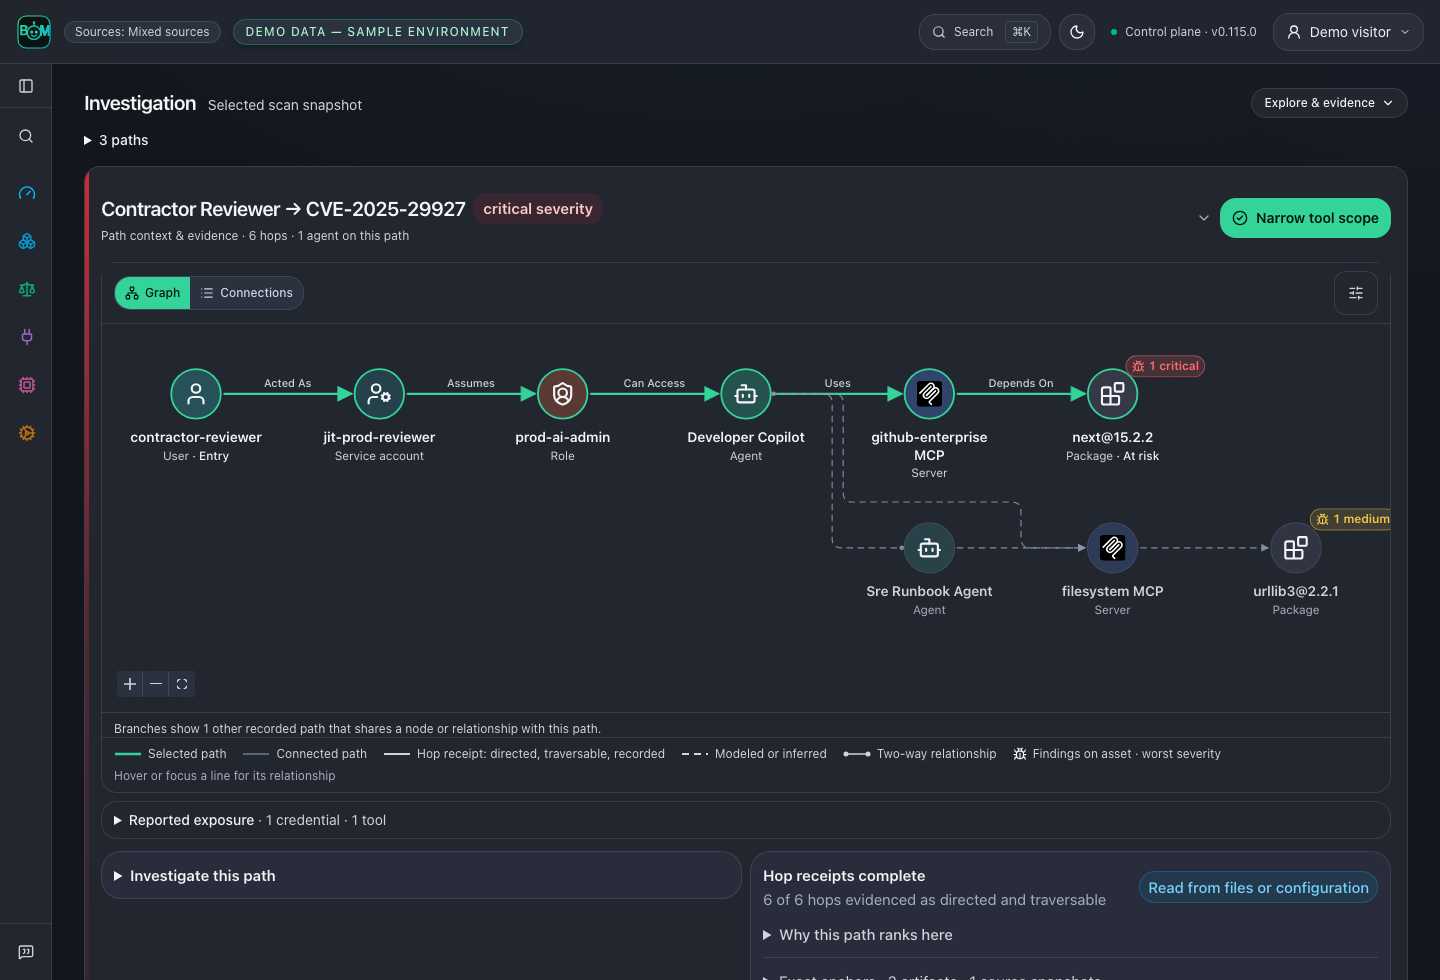 BOM
Sources: Mixed sources
DEMO DATA — SAMPLE ENVIRONMENT
Search
⌘K
Control plane · v0.115.0
Demo visitor
Investigation
Selected scan snapshot
Explore & evidence
3 paths
Contractor Reviewer → CVE-2025-29927
critical severity
Path context & evidence · 6 hops · 1 agent on this path
Narrow tool scope
Graph
Connections
1 critical
Acted As
Assumes
Can Access
Uses
Depends On
contractor-reviewer
User · Entry
jit-prod-reviewer
Service account
prod-ai-admin
Role
Developer Copilot
Agent
github-enterprise
MCP
Server
next@15.2.2
Package · At risk
1 medium
Sre Runbook Agent
Agent
filesystem MCP
Server
urllib3@2.2.1
Package
Branches show 1 other recorded path that shares a node or relationship with this path.
Selected path
Connected path
Hop receipt: directed, traversable, recorded
Modeled or inferred
Two-way relationship
Findings on asset · worst severity
Hover or focus a line for its relationship
Reported exposure · 1 credential · 1 tool
Investigate this path
Hop receipts complete
6 of 6 hops evidenced as directed and traversable
Read from files or configuration
Why this path ranks here